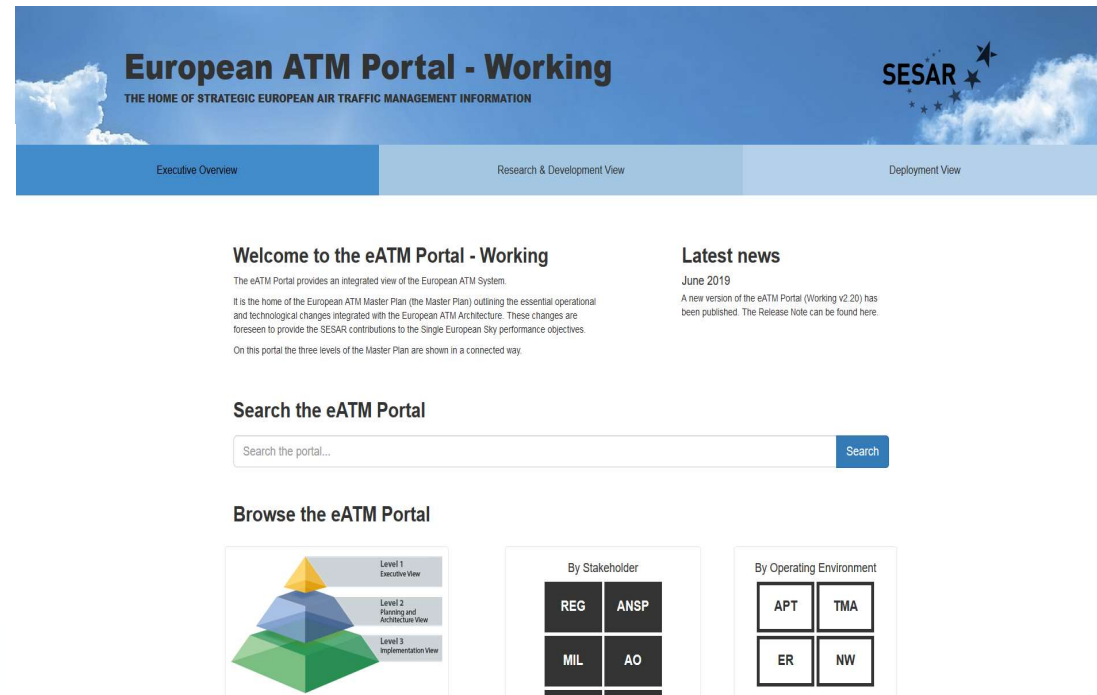 European ATM Portal - Working
THE HOME OF STRATEGIC EUROPEAN AIR TRAFFIC MANAGEMENT INFORMATION
SESAR
Executive Overview
Research & Development View
Deployment View
Welcome to the eATM Portal - Working
The eATM Portal provides an integrated view of the European ATM System.
It is the home of the European ATM Master Plan (the Master Plan) outlining the essential operational
and technological changes integrated with the European ATM Architecture. These changes are
foreseen to provide the SESAR contributions to the Single European Sky performance objectives.
On this portal the three levels of the Master Plan are shown in a connected way.
Latest news
June 2019
A new version of the eATM Portal (Working v2.20) has
been published. The Release Note can be found here.
Search the eATM Portal
Search the portal...
Search
Browse the eATM Portal
Level 1
Executive View
Level 2
Planning and
Architecture View
Level 3
Implementation View
By Stakeholder
REG ANSP
MIL AO
By Operating Environment
APT TMA
ER NW